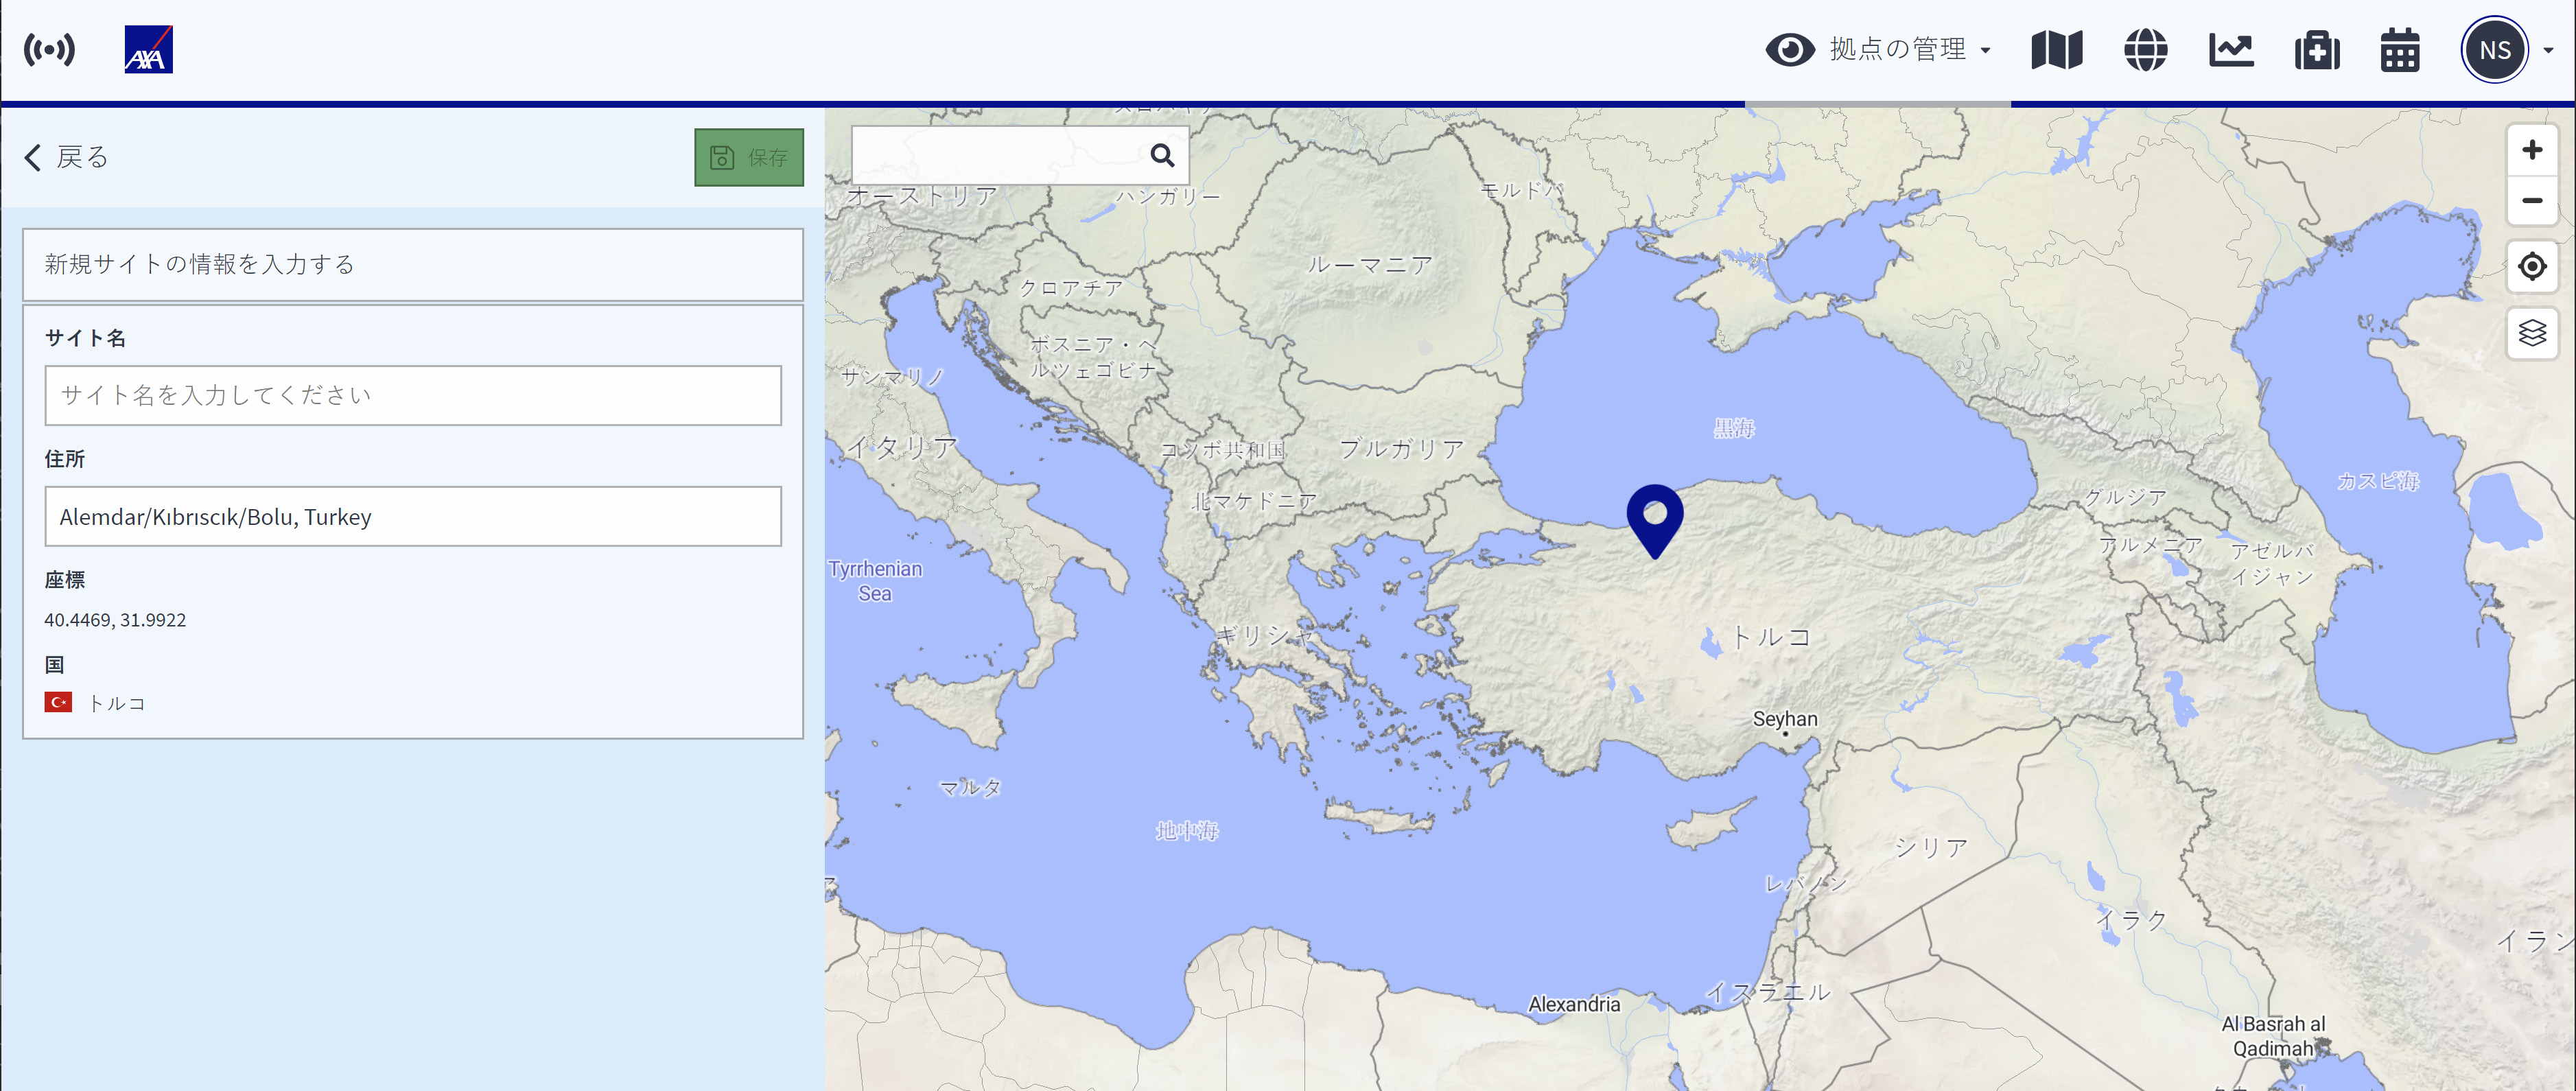 AXA
拠点の管理
NS
戻る
保存
新規サイトの情報を入力する
サイト名
サイト名を入力してください
住所
Alemdar/Kıbrıscık/Bolu, Turkey
座標
40.4469, 31.9922
国
トルコ
オーストリア
ハンガリー
モルドバ
ルーマニア
クロアチア
ボスニア・ヘ
ルツェゴビナ
サンマリノ
イタリア
コソボ共和国
ブルガリア
黒海
カスピ海
北マケドニア
グルジア
アルメニア
アゼルバ
イジャン
Tyrrhenian
Sea
ギリシャ
トルコ
Seyhan
マルタ
地中海
シリア
レバノン
イラク
イラン
イスラエル
Alexandria
Al Basrah al
Qadimah